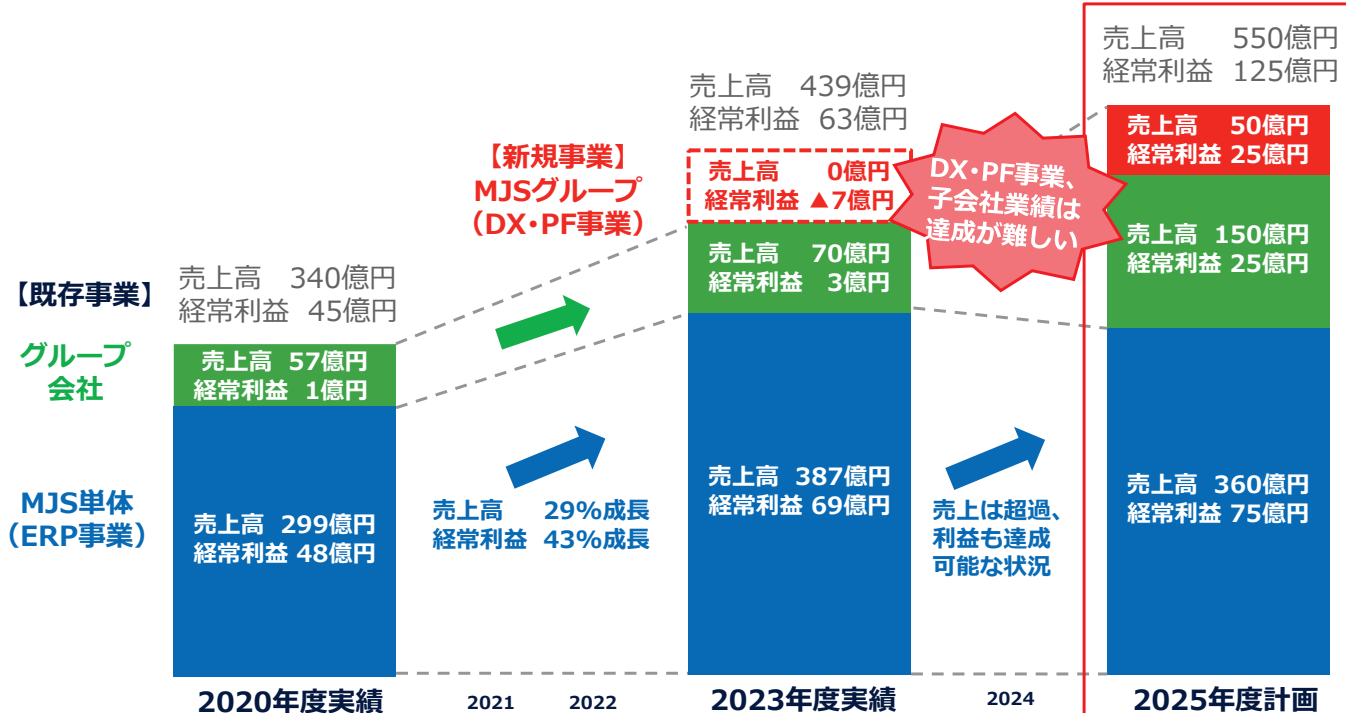 【既存事業】
グループ
会社
MJS単体
（ERP事業）
売上高 340億円
経常利益 45億円
売上高 57億円
経常利益 1億円
売上高 299億円
経常利益 48億円
2020年度実績
2021
2022
売上高 29%成長
経常利益 43%成長
【新規事業】
MJSグループ
（DX・PF事業）
売上高 439億円
経常利益 63億円
売上高 0億円
経常利益 ▲7億円
売上高 70億円
経常利益 3億円
売上高 387億円
経常利益 69億円
2023年度実績
DX・PF事業、
子会社業績は
達成が難しい
売上は超過、
利益も達成
可能な状況
2024
売上高 550億円
経常利益 125億円
売上高 50億円
経常利益 25億円
売上高 150億円
経常利益 25億円
売上高 360億円
経常利益 75億円
2025年度計画